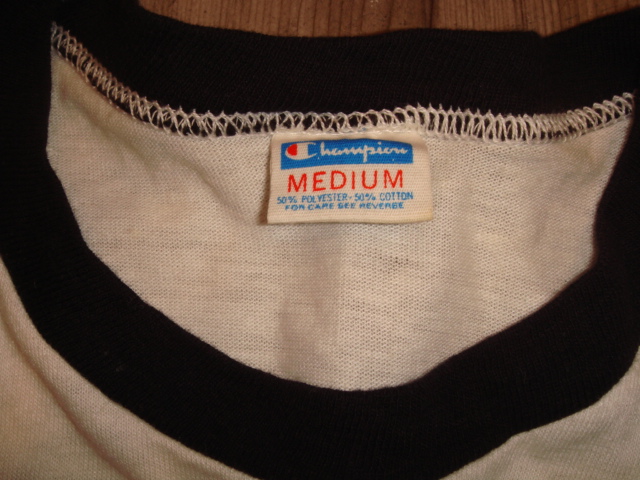 Champion
MEDIUM
50% POLYESTER-50% COTTON
FOR CARE SEE REVERSE